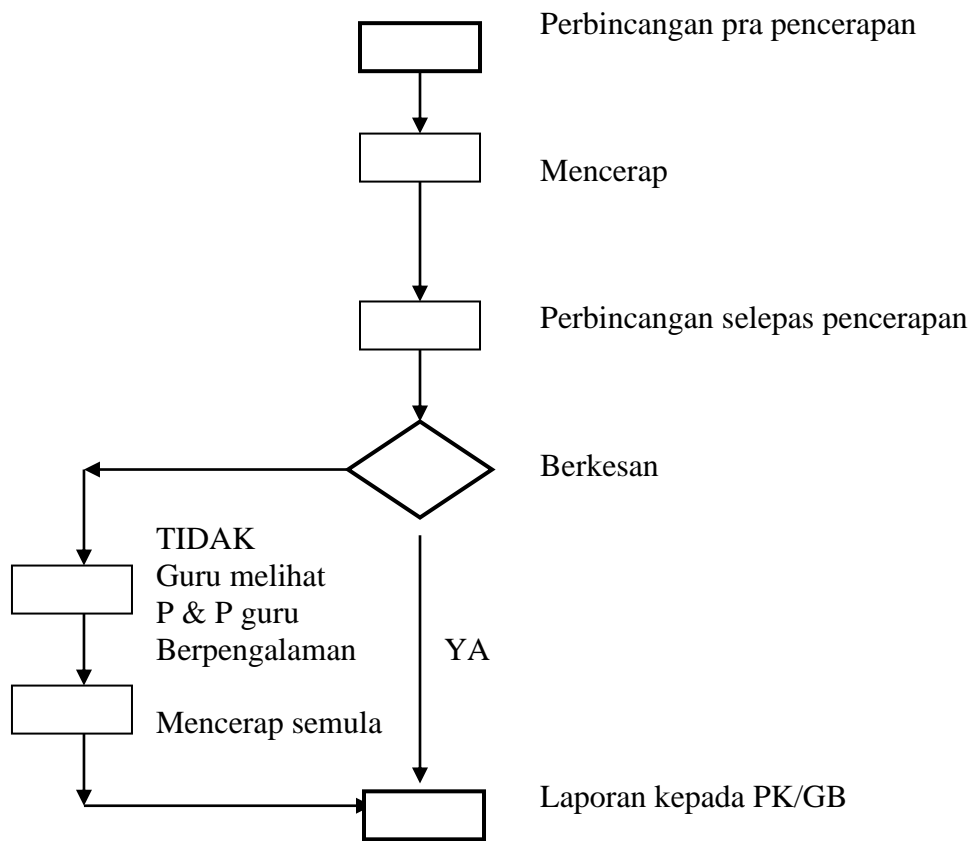 Perbincangan pra pencerapan
Mencerap
Perbincangan selepas pencerapan
Berkesan
TIDAK
Guru melihat
P & P guru
Berpengalaman
YA
Mencerap semula
Laporan kepada PK/GB